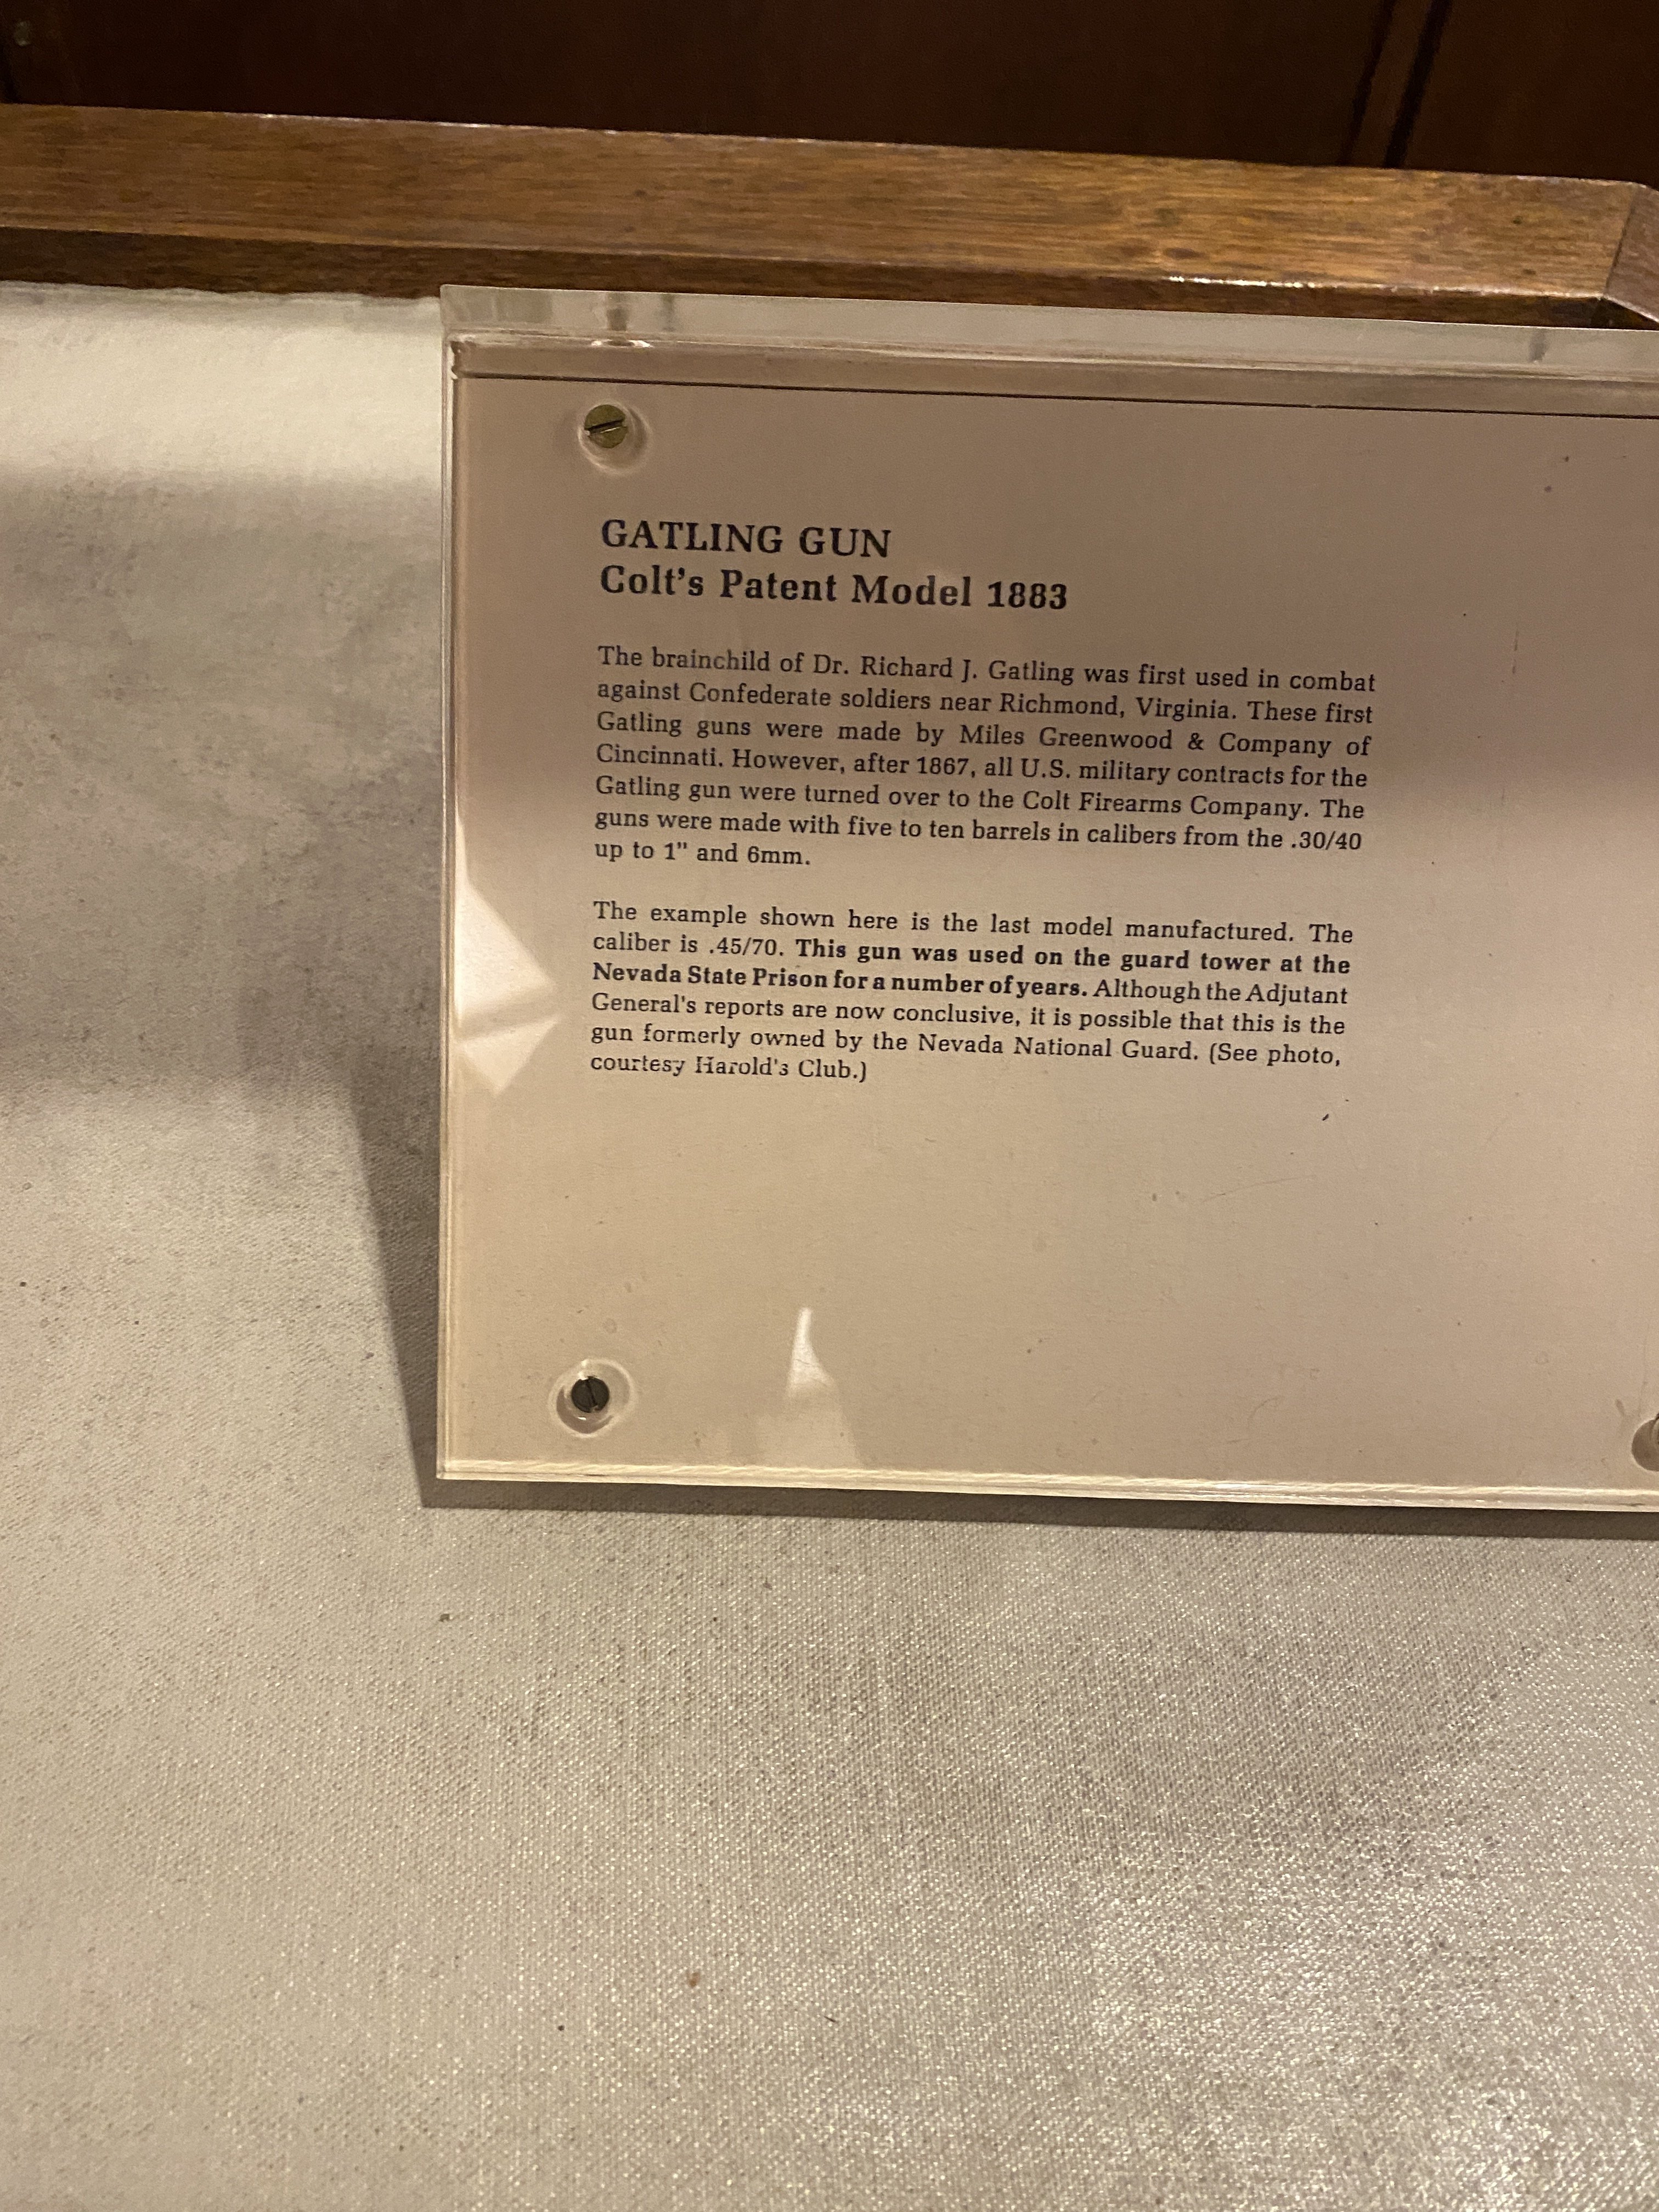 GATLING GUN
Colt's Patent Model 1883
The brainchild of Dr. Richard J. Gatling was first used in combat
against Confederate soldiers near Richmond, Virginia. These first
Gatling guns were made by Miles Greenwood & Company of
Cincinnati. However, after 1867, all U.S. military contracts for the
Gatling gun were turned over to the Colt Firearms Company. The
guns were made with five to ten barrels in calibers from the .30/40
up to 1" and 6mm.
The example shown here is the last model manufactured. The
caliber is .45/70. This gun was used on the guard tower at the
Nevada State Prison for a number of years. Although the Adjutant
General's reports are now conclusive, it is possible that this is the
gun formerly owned by the Nevada National Guard. (See photo,
courtesy Harold's Club.)